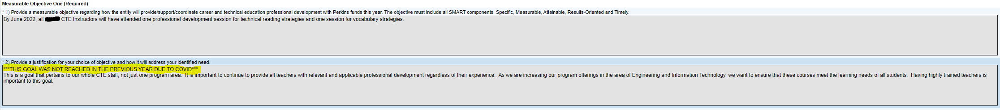 Measurable Objective One (Required)
* 1) Provide a measurable objective regarding how the entity will provide/support/coordinate career and technical education professional development with Perkins funds this year. The objective must include all SMART components: Specific, Measurable, Attainable, Results-Oriented and Timely.
By June 2022, all CTE Instructors will have attended one professional development session for technical reading strategies and one session for vocabulary strategies.
* 2) Provide a justification for your choice of objective and how it will address your identified need.
***THIS GOAL WAS NOT REACHED IN THE PREVIOUS YEAR DUE TO COVID***
This is a goal that pertains to our whole CTE staff, not just one program area.  It is important to continue to provide all teachers with relevant and applicable professional development regardless of their experience.  As we are increasing our program offerings in the area of Engineering and Information Technology, we want to ensure that these courses meet the learning needs of all students.  Having highly trained teachers is
important to this goal.